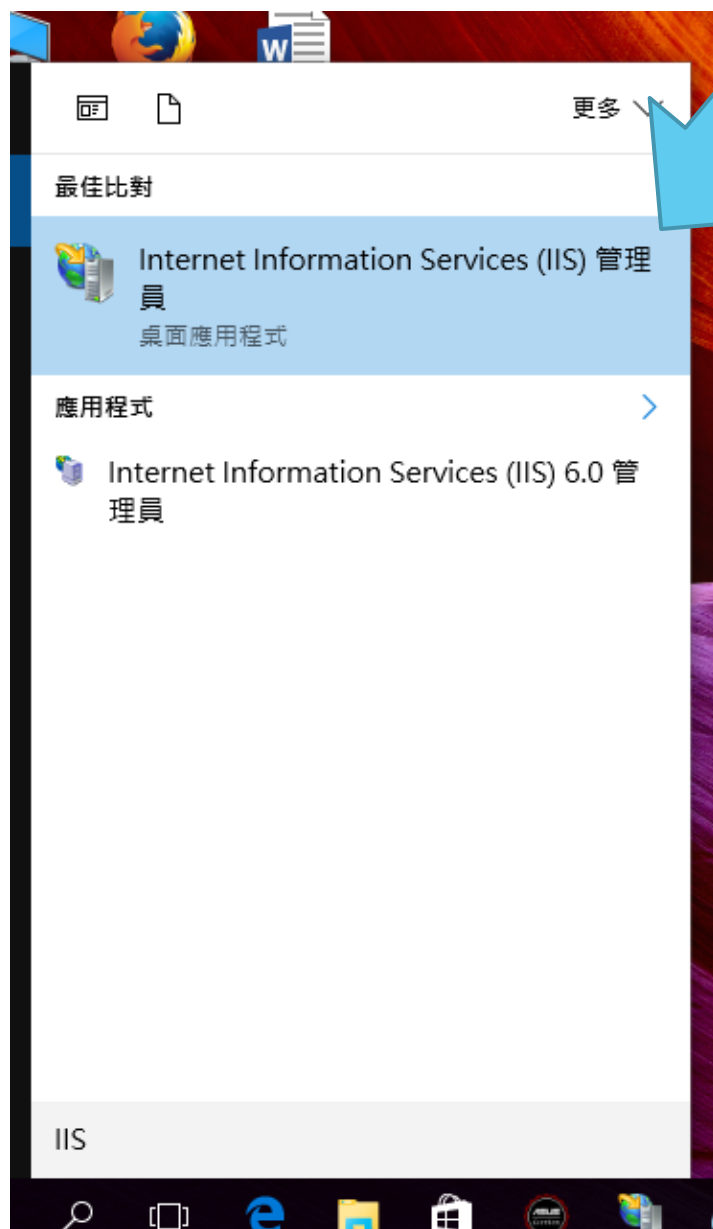 W
更多
最佳比對
Internet Information Services (IIS) 管理
員
桌面應用程式
應用程式
Internet Information Services (IIS) 6.0 管
理員
IIS
ASUS